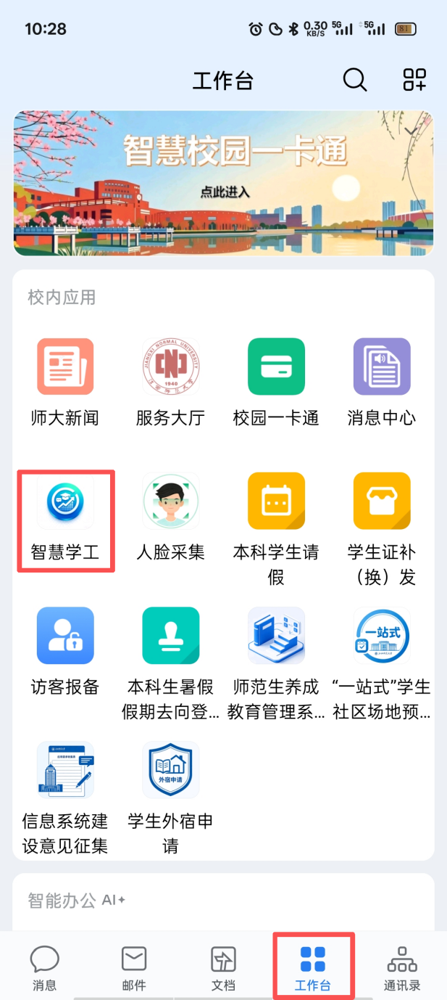 10:28
0.30
KB/S
5G
5G
81
工作台
智慧校园一卡通
点此进入
校内应用
JIANGXI NORMAL UNIVERSITY
1940
师大新闻
服务大厅
校园一卡通
消息中心
智慧学工
人脸采集
本科学生请
假
学生证补
（换）发
一站式
访客报备
本科生暑假
假期去向登...
师范生养成
教育管理系...
“一站式”学生
社区场地预...
外宿申请
信息系统建
设意见征集
学生外宿申
请
智能办公 AI
消息
邮件
文档
工作台
通讯录